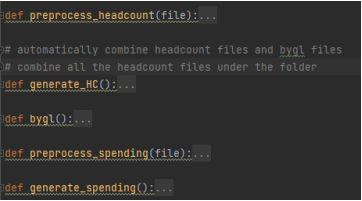 def preprocess_headcount(file):...
# automatically combine headcount files and bygl files
# combine all the headcount files under the folder
def generate_HC():...
def bygl():...
def preprocess_spending(file):...
def generate_spending():...